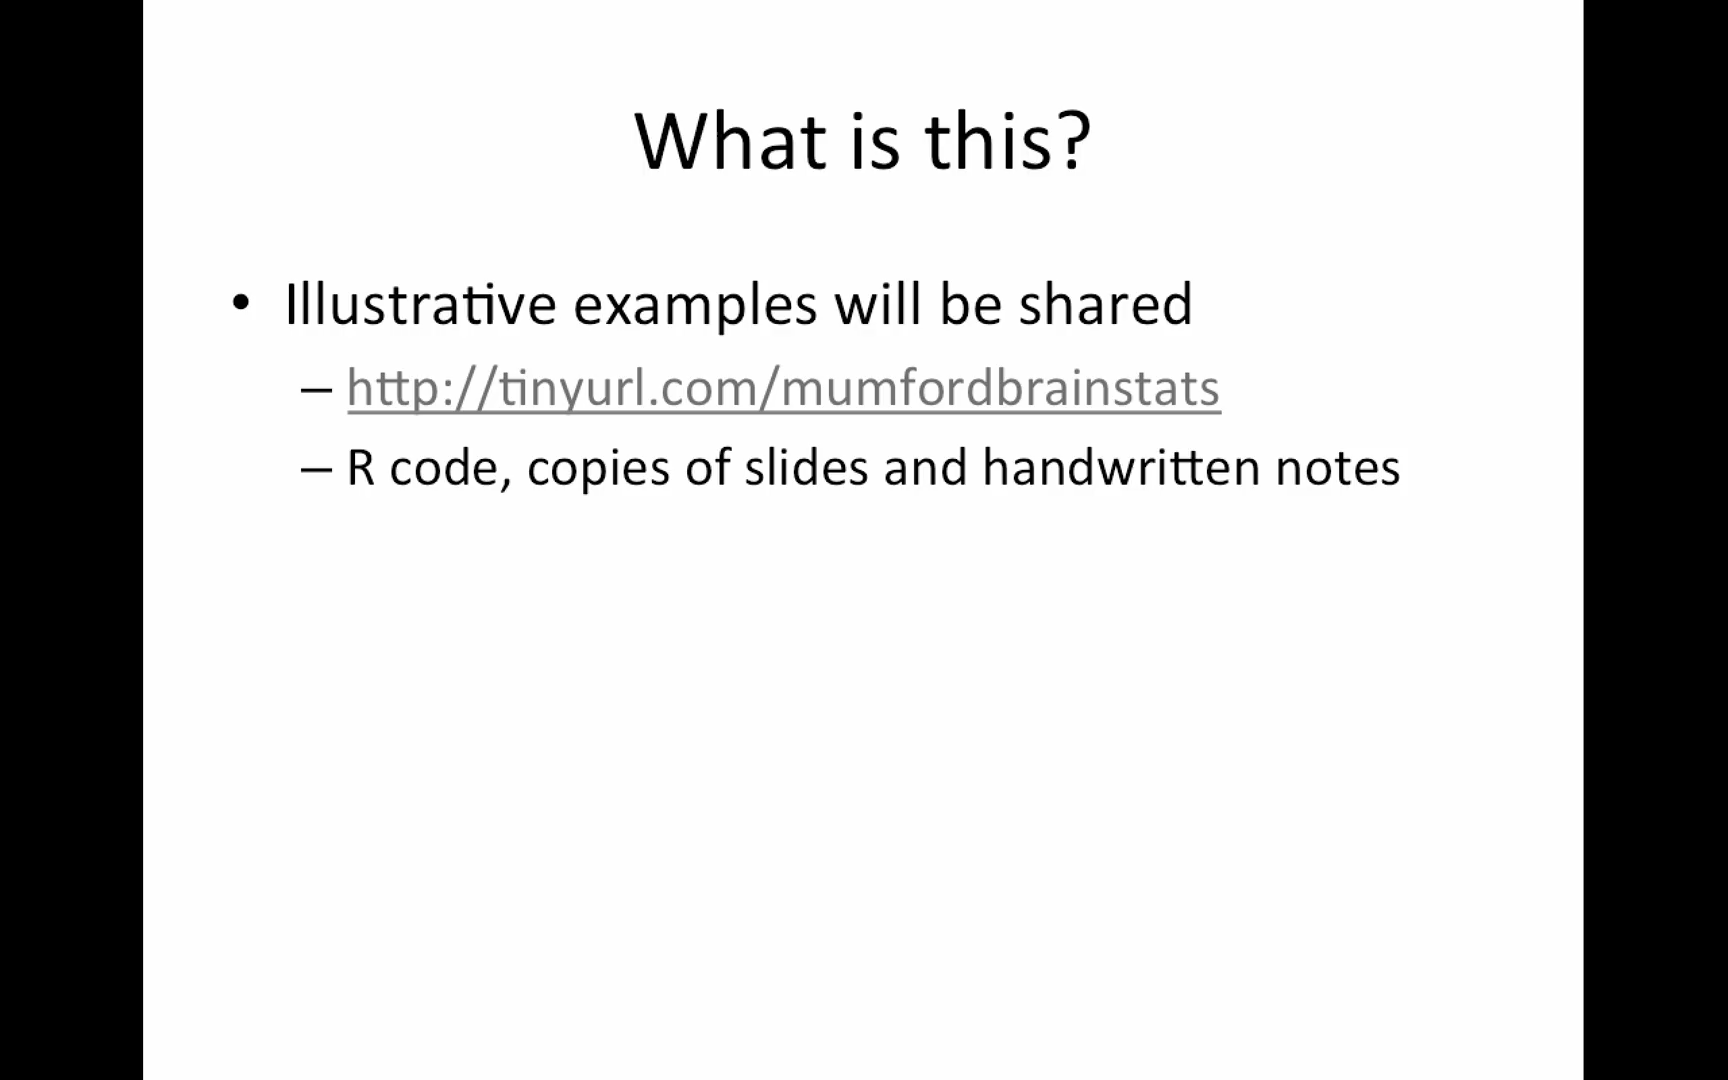 What is this?
• Illustrative examples will be shared
– http://tinyurl.com/mumfordbrainstats
– R code, copies of slides and handwritten notes